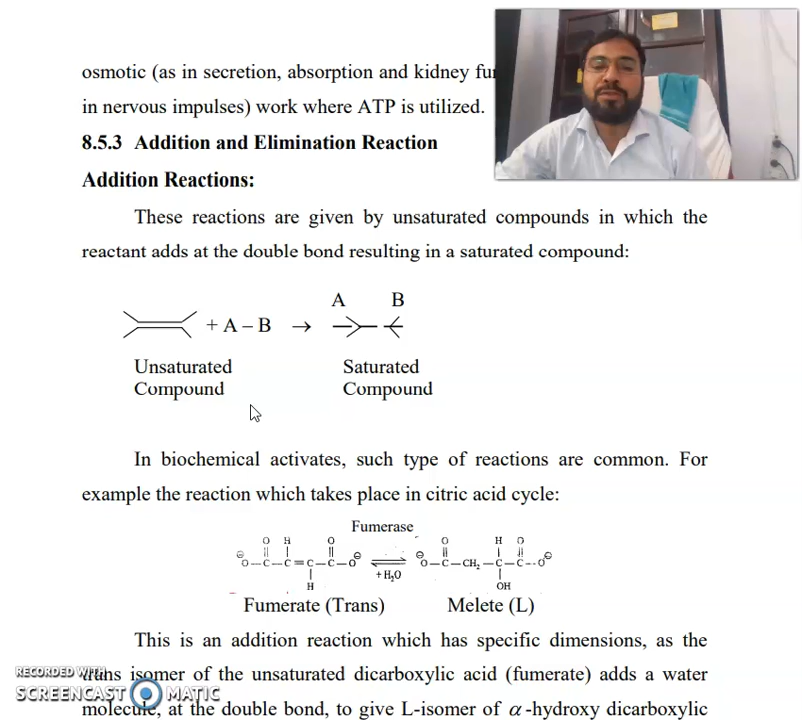 osmotic (as in secretion, absorption and kidney fun
in nervous impulses) work where ATP is utilized.
8.5.3 Addition and Elimination Reaction
Addition Reactions:
These reactions are given by unsaturated compounds in which the
reactant adds at the double bond resulting in a saturated compound:
A B
+ A – B →
Unsaturated Saturated
Compound Compound
In biochemical activates, such type of reactions are common. For
example the reaction which takes place in citric acid cycle:
Fumerase
O H O O H O
⊖O–C–C=C–C–O⊖ ⇌ ⊖O–C–CH₂–C–C--O⊖
+H₂O
H OH
Fumerate (Trans) Melete (L)
This is an addition reaction which has specific dimensions, as the
trans isomer of the unsaturated dicarboxylic acid (fumerate) adds a water
molecule, at the double bond, to give L-isomer of α-hydroxy dicarboxylic
RECORDED WITH
SCREENCAST MATIC